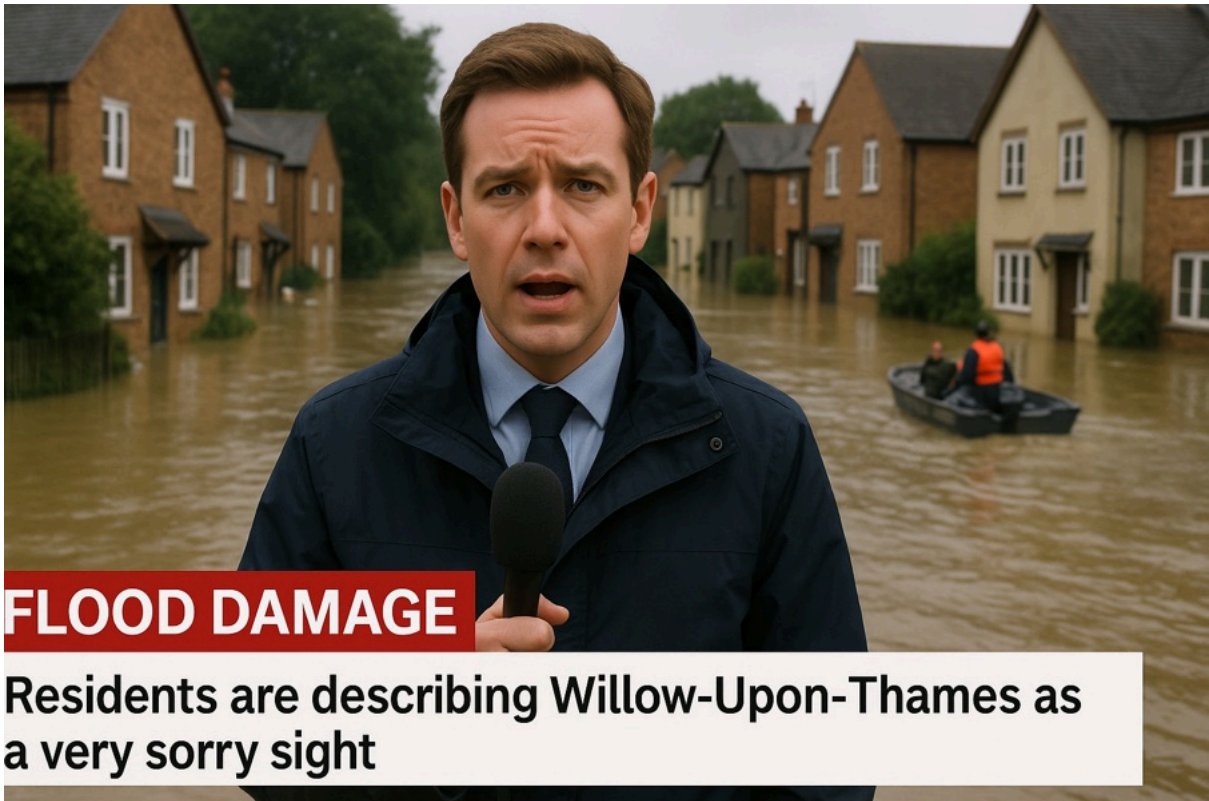 FLOOD DAMAGE
Residents are describing Willow-Upon-Thames as
a very sorry sight